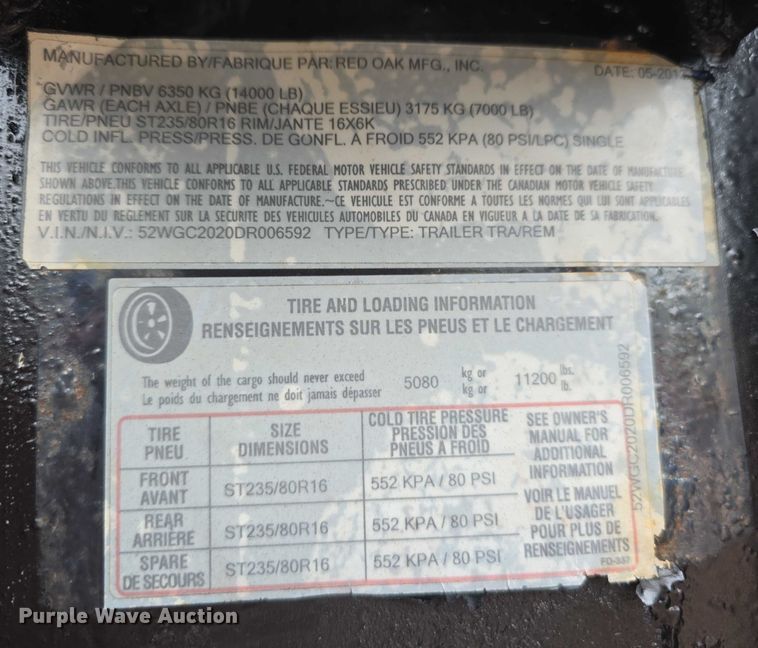 MANUFACTURED BY/FABRIQUE PAR: RED OAK MFG., INC.
DATE: 05-2012
GVWR / PNBV 6350 KG (14000 LB)
GAWR (EACH AXLE) / PNBE (CHAQUE ESSIEU) 3175 KG (7000 LB)
TIRE/PNEU ST235/80R16 RIM/JANTE 16X6K
COLD INFL. PRESS/PRESS. DE GONFL. À FROID 552 KPA (80 PSI/LPC) SINGLE
THIS VEHICLE CONFORMS TO ALL APPLICABLE U.S. FEDERAL MOTOR VEHICLE SAFETY STANDARDS IN EFFECT ON THE DATE OF MANUFACTURE
SHOWN ABOVE.THIS VEHICLE CONFORMS TO ALL APPLICABLE STANDARDS PRESCRIBED UNDER THE CANADIAN MOTOR VEHICLE SAFETY
REGULATIONS IN EFFECT ON THE DATE OF MANUFACTURE.~CE VEHICULE EST CONFORME A TOUTES LES NORMES QUI LUI SONT APPLICABLES
EN VERTU DU REGLEMENT SUR LA SECURITE DES VEHICULES AUTOMOBILES DU CANADA EN VIGUEUR A LA DATE DE SA FABRICATION.
V.I.N./N.I.V.: 52WGC2020DR006592 TYPE/TYPE: TRAILER TRA/REM
TIRE AND LOADING INFORMATION
RENSEIGNEMENTS SUR LES PNEUS ET LE CHARGEMENT
The weight of the cargo should never exceed
Le poids du chargement ne doit jamais dépasser
5080
kg or
kg or
11200
lbs.
lb.
TIRE
PNEU
SIZE
DIMENSIONS
COLD TIRE PRESSURE
PRESSION DES
PNEUS A FROID
FRONT
AVANT
ST235/80R16
552 KPA / 80 PSI
REAR
ARRIÈRE
ST235/80R16
552 KPA / 80 PSI
SPARE
DE SECOURS
ST235/80R16
552 KPA / 80 PSI
SEE OWNER'S
MANUAL FOR
ADDITIONAL
INFORMATION
VOIR LE MANUEL
DE L'USAGER
POUR PLUS DE
RENSEIGNEMENTS
FO-337
52WGC2020DR006592
Purple Wave Auction